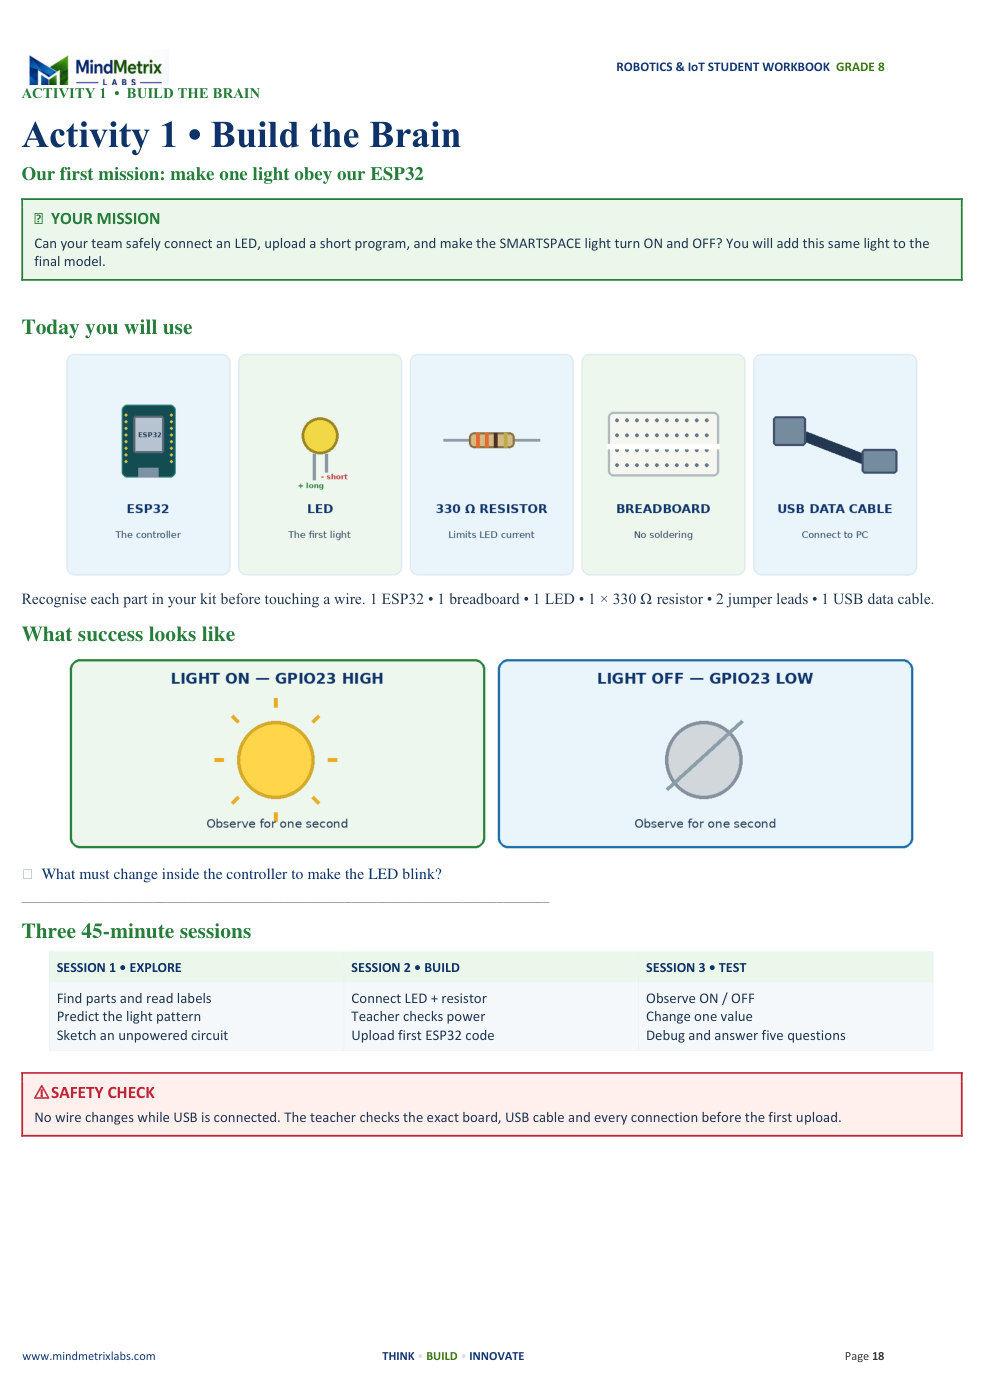 MindMetrix
LABS
ROBOTICS & IoT STUDENT WORKBOOK GRADE 8
ACTIVITY 1 • BUILD THE BRAIN
Activity 1 • Build the Brain
Our first mission: make one light obey our ESP32
YOUR MISSION
Can your team safely connect an LED, upload a short program, and make the SMARTSPACE light turn ON and OFF? You will add this same light to the
final model.
Today you will use
ESP32
- short
+ long
ESP32
LED
330 Ω RESISTOR
BREADBOARD
USB DATA CABLE
The controller
The first light
Limits LED current
No soldering
Connect to PC
Recognise each part in your kit before touching a wire. 1 ESP32 • 1 breadboard • 1 LED • 1 × 330 Ω resistor • 2 jumper leads • 1 USB data cable.
What success looks like
LIGHT ON — GPIO23 HIGH
Observe for one second
LIGHT OFF — GPIO23 LOW
Observe for one second
☐ What must change inside the controller to make the LED blink?
Three 45-minute sessions
SESSION 1 • EXPLORE
SESSION 2 • BUILD
SESSION 3 • TEST
Find parts and read labels
Predict the light pattern
Sketch an unpowered circuit
Connect LED + resistor
Teacher checks power
Upload first ESP32 code
Observe ON / OFF
Change one value
Debug and answer five questions
⚠SAFETY CHECK
No wire changes while USB is connected. The teacher checks the exact board, USB cable and every connection before the first upload.
www.mindmetrixlabs.com
THINK • BUILD • INNOVATE
Page 18